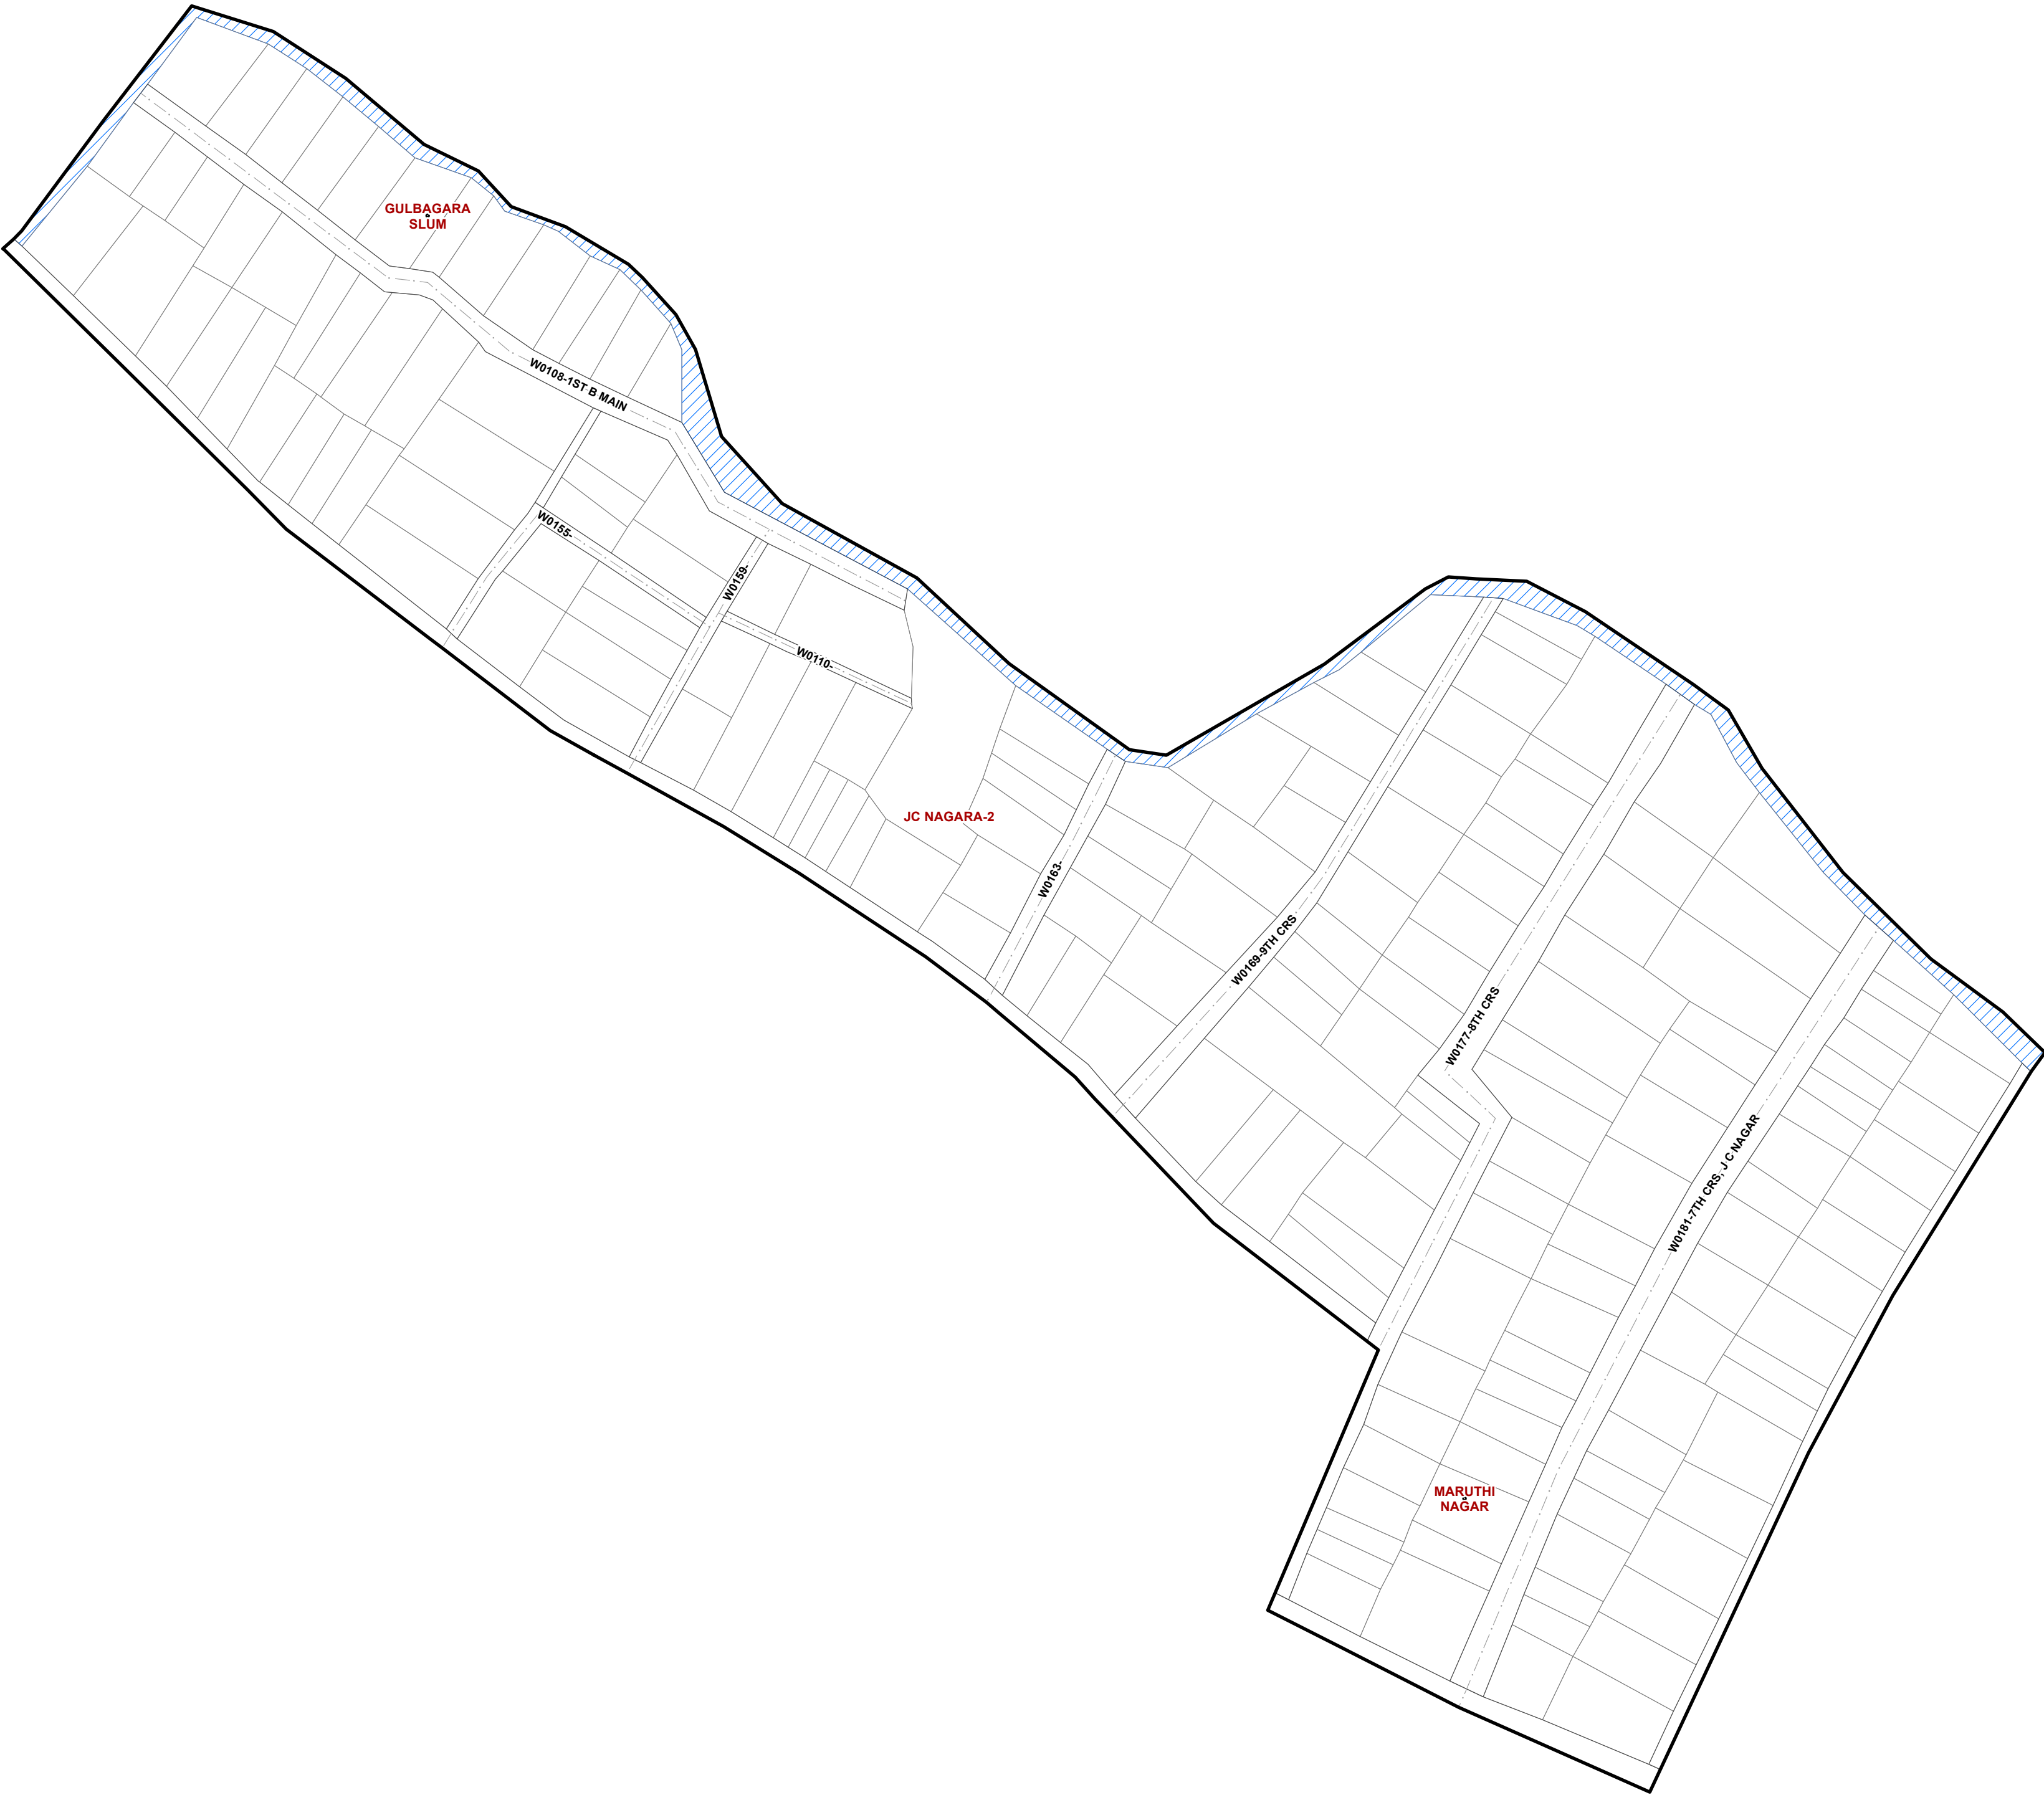 GULBAGARA
SLUM
W0108-1ST B MAIN
W0155-
W0159-
W0110-
JC NAGARA-2
W0163-
W0169-9TH CRS
W0177-8TH CRS
W0181-7TH CRS, J C NAGAR
MARUTHI
NAGAR